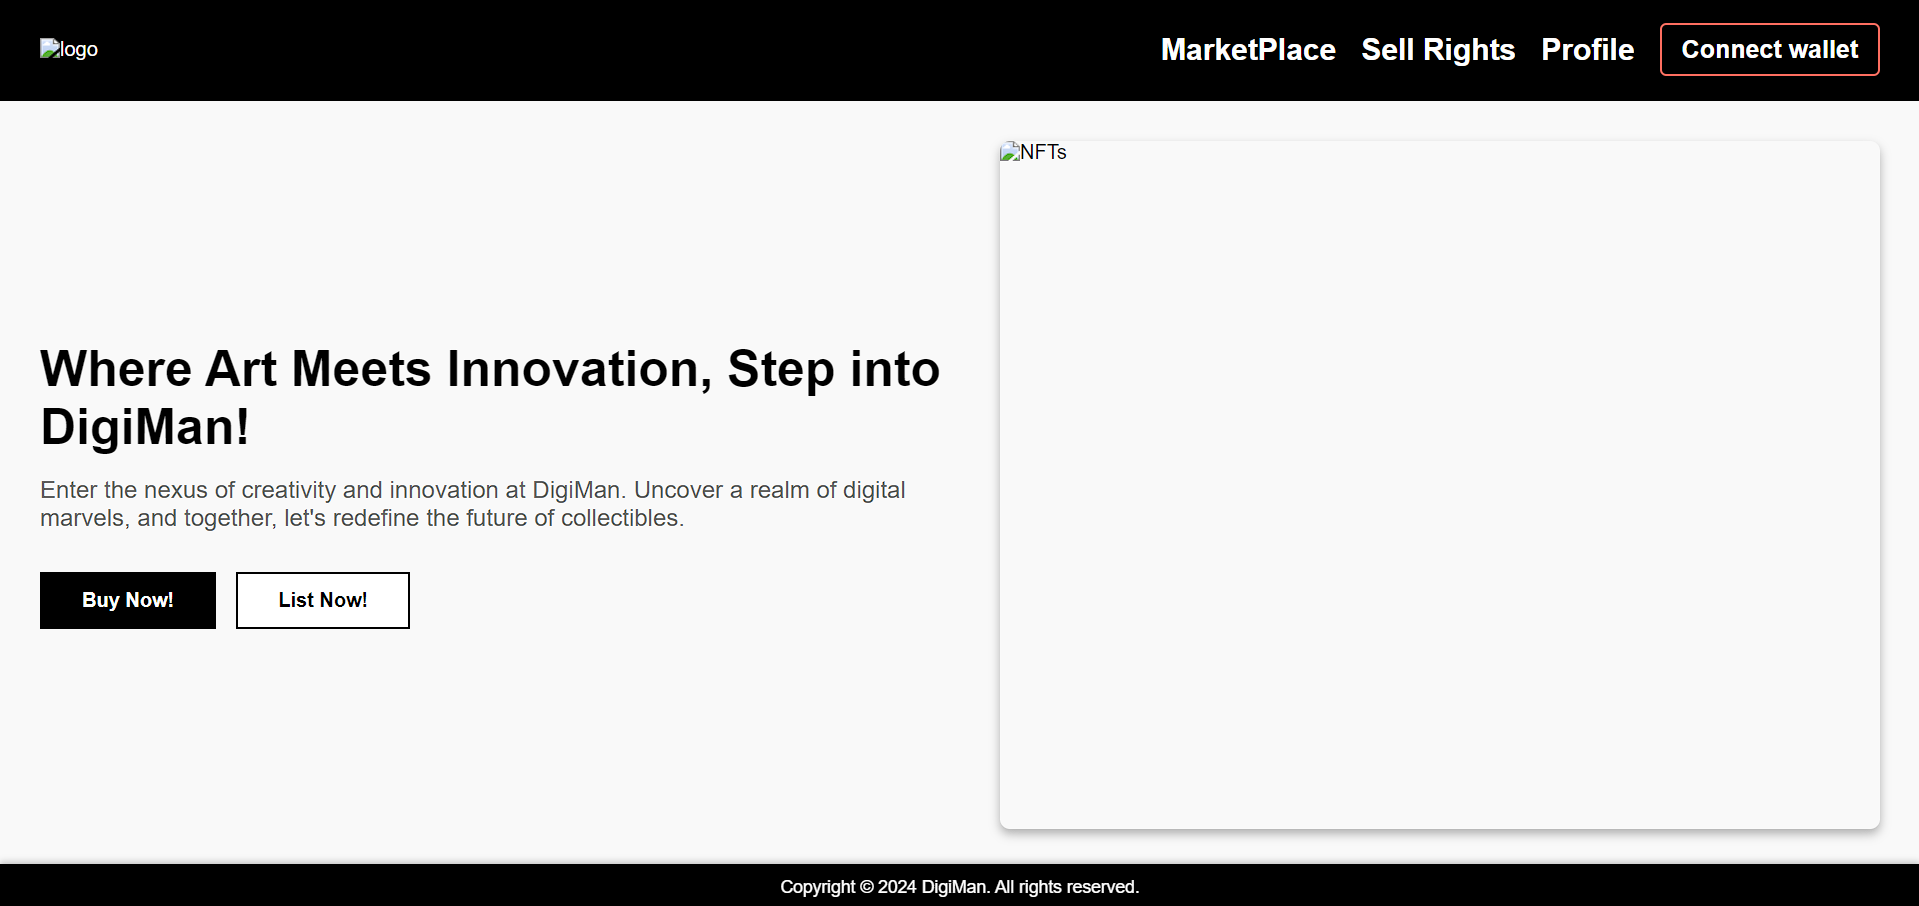 logo
MarketPlace Sell Rights Profile Connect wallet
NFTs
Where Art Meets Innovation, Step into
DigiMan!
Enter the nexus of creativity and innovation at DigiMan. Uncover a realm of digital
marvels, and together, let's redefine the future of collectibles.
Buy Now! List Now!
Copyright © 2024 DigiMan. All rights reserved.